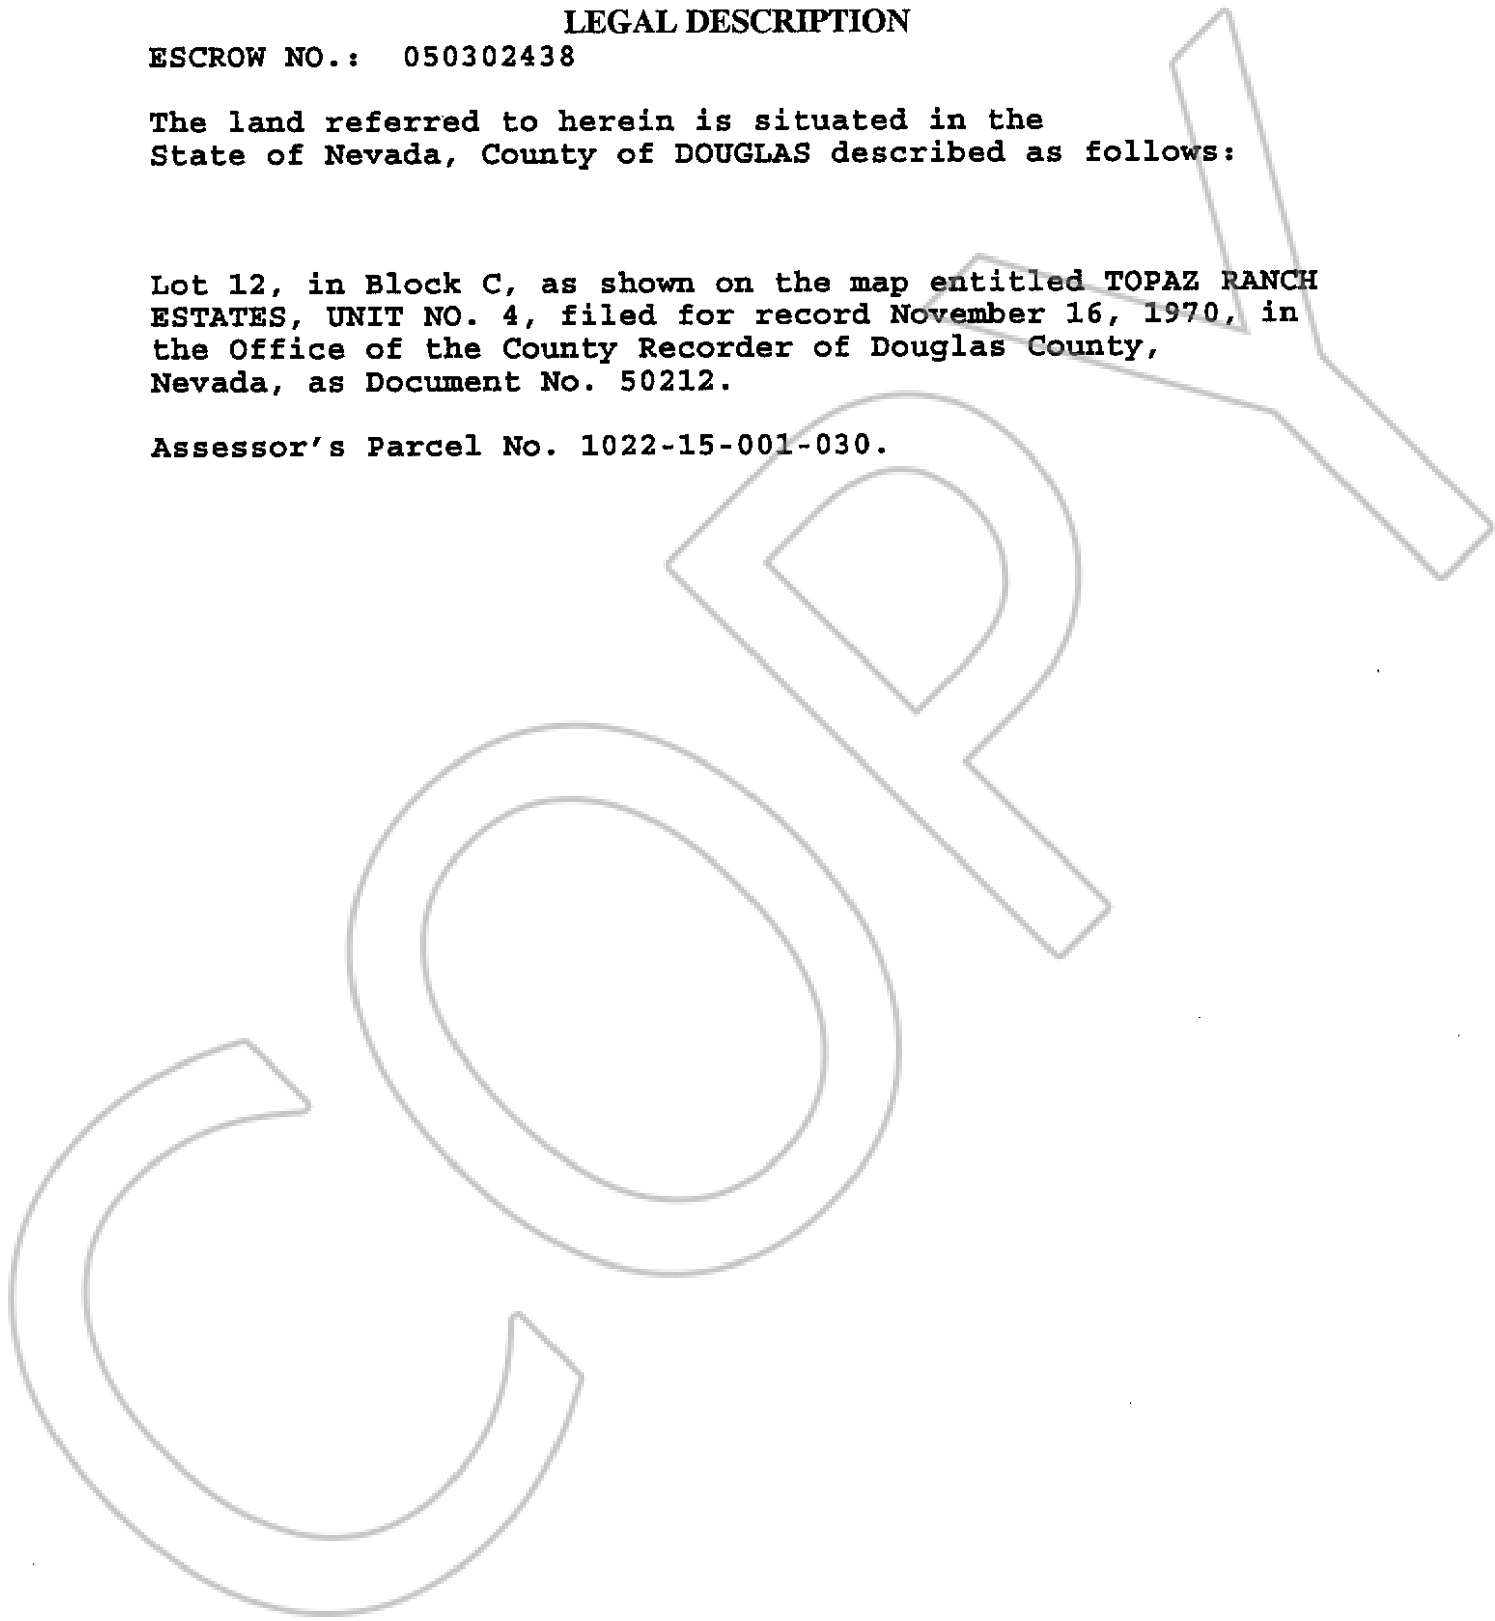 LEGAL DESCRIPTION
ESCROW NO.: 050302438
The land referred to herein is situated in the
State of Nevada, County of DOUGLAS described as follows:
Lot 12, in Block C, as shown on the map entitled TOPAZ RANCH
ESTATES, UNIT NO. 4, filed for record November 16, 1970, in
the Office of the County Recorder of Douglas County,
Nevada, as Document No. 50212.
Assessor's Parcel No. 1022-15-001-030.
COPY